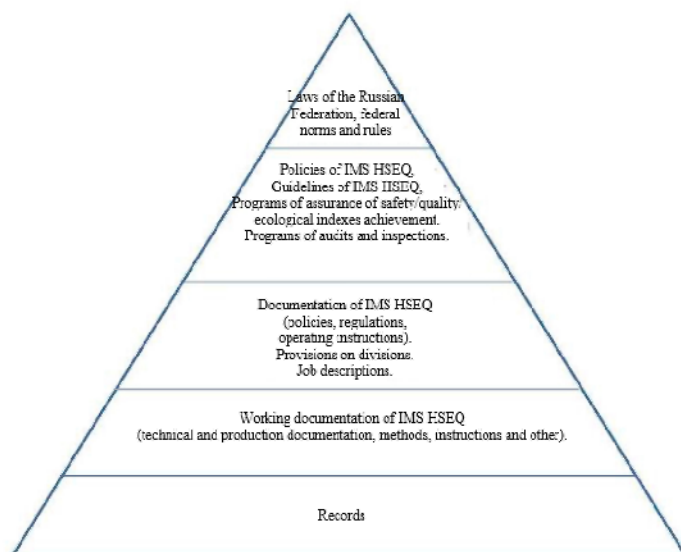 Laws of the Russian
Federation, federal
norms and rules
Policies of IMS HSEQ,
Guidelines of IMS HSEQ,
Programs of assurance of safety/quality/
ecological indexes achievement.
Programs of audits and inspections.
Documentation of IMS HSEQ
(policies, regulations,
operating instructions).
Provisions on divisions.
Job descriptions.
Working documentation of IMS HSEQ
(technical and production documentation, methods, instructions and other).
Records